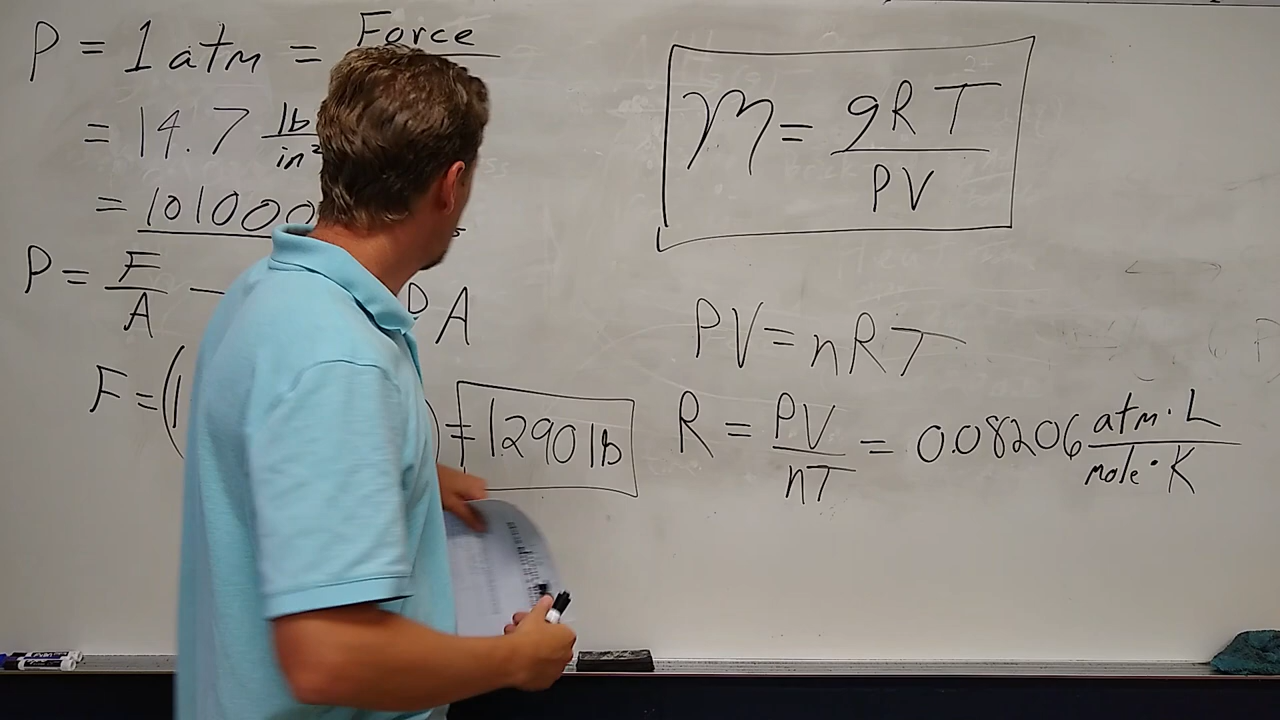 P = 1 atm = Force
= 14.7 lb/in²
= 101000
P = F/A
A
F = (1 ) = 1290 lb
M = gRT/PV
PV = nRT
R = PV/nT = 0.08206 atm·L/mole·K